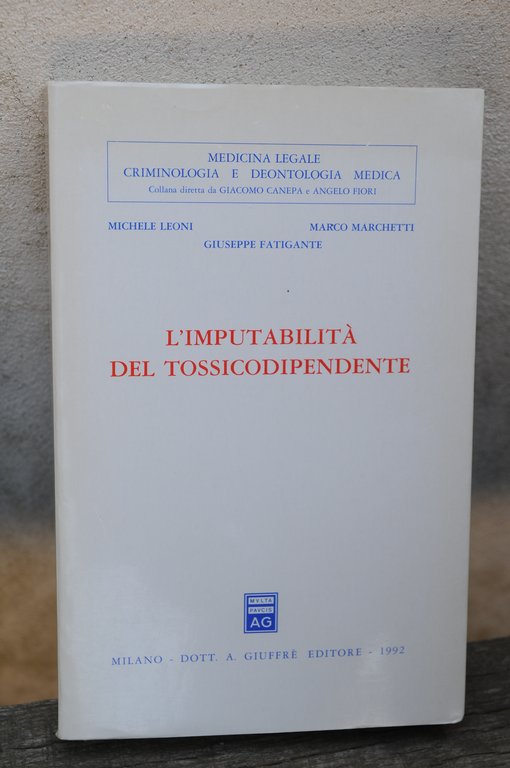 MEDICINA LEGALE
CRIMINOLOGIA E DEONTOLOGIA MEDICA
Collana diretta da GIACOMO CANEPA e ANGELO FIORI
MICHELE LEONI MARCO MARCHETTI
GIUSEPPE FATIGANTE
L'IMPUTABILITÀ
DEL TOSSICODIPENDENTE
MVLTA
PAVCIS
AG
MILANO - DOTT. A. GIUFFRÈ EDITORE - 1992